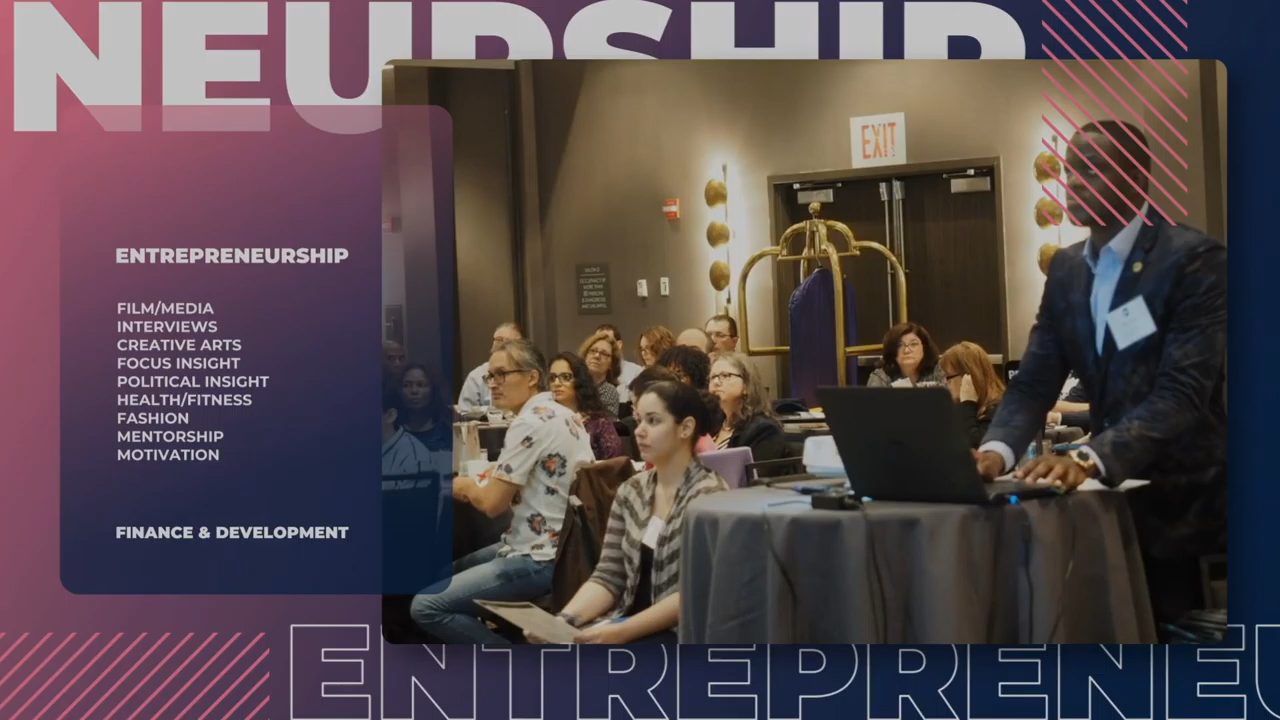 NEURSHIP
EXIT
ENTREPRENEURSHIP
FILM/MEDIA
INTERVIEWS
CREATIVE ARTS
FOCUS INSIGHT
POLITICAL INSIGHT
HEALTH/FITNESS
FASHION
MENTORSHIP
MOTIVATION
FINANCE & DEVELOPMENT
ENTREPRENEU